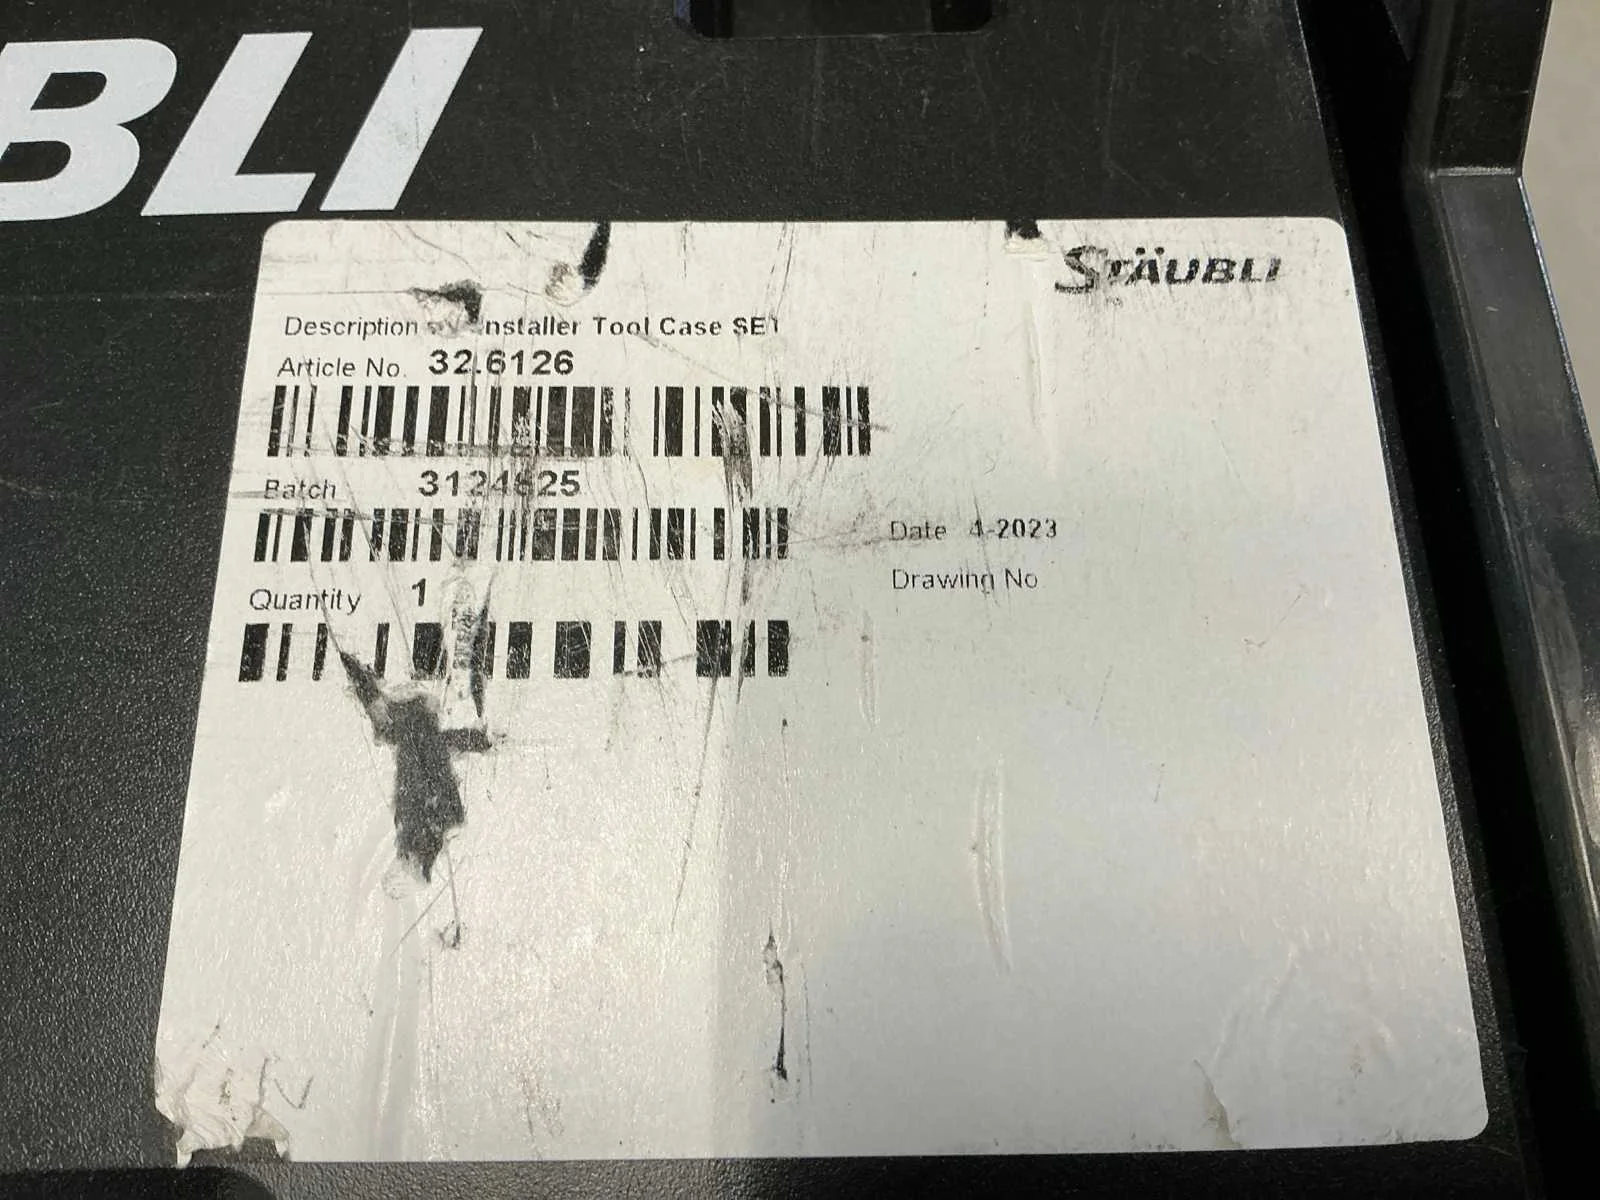 BLI
STÄUBLI
Description Installer Tool Case SET
Article No. 32.6126
Batch
Date 4-2023
Drawing No
Quantity 1